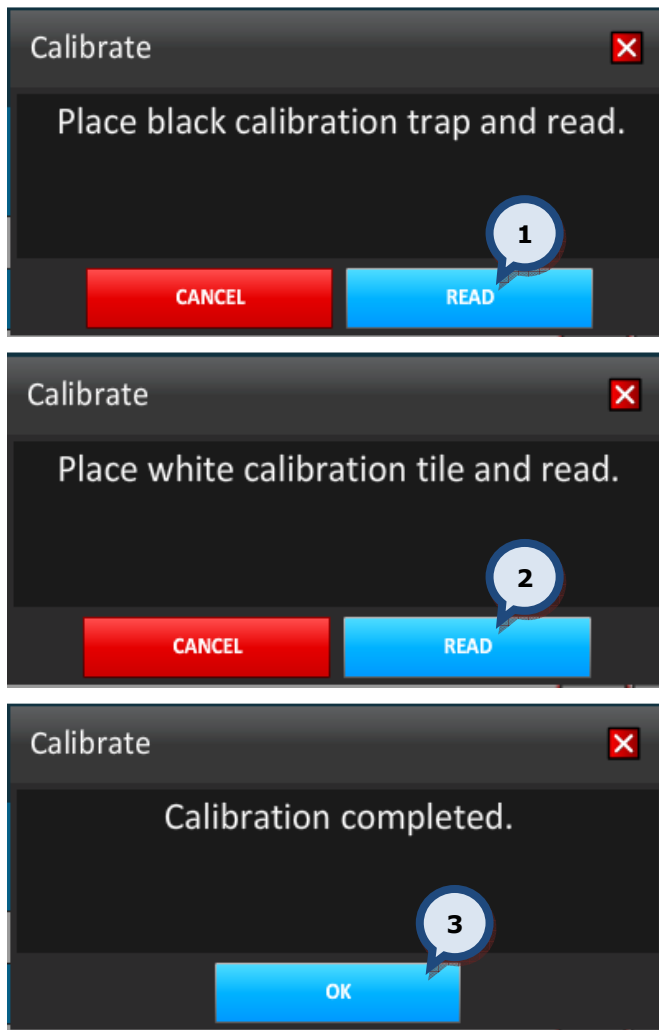 Calibrate
Place black calibration trap and read.
1
CANCEL READ
Calibrate
Place white calibration tile and read.
2
CANCEL READ
Calibrate
Calibration completed.
3
OK